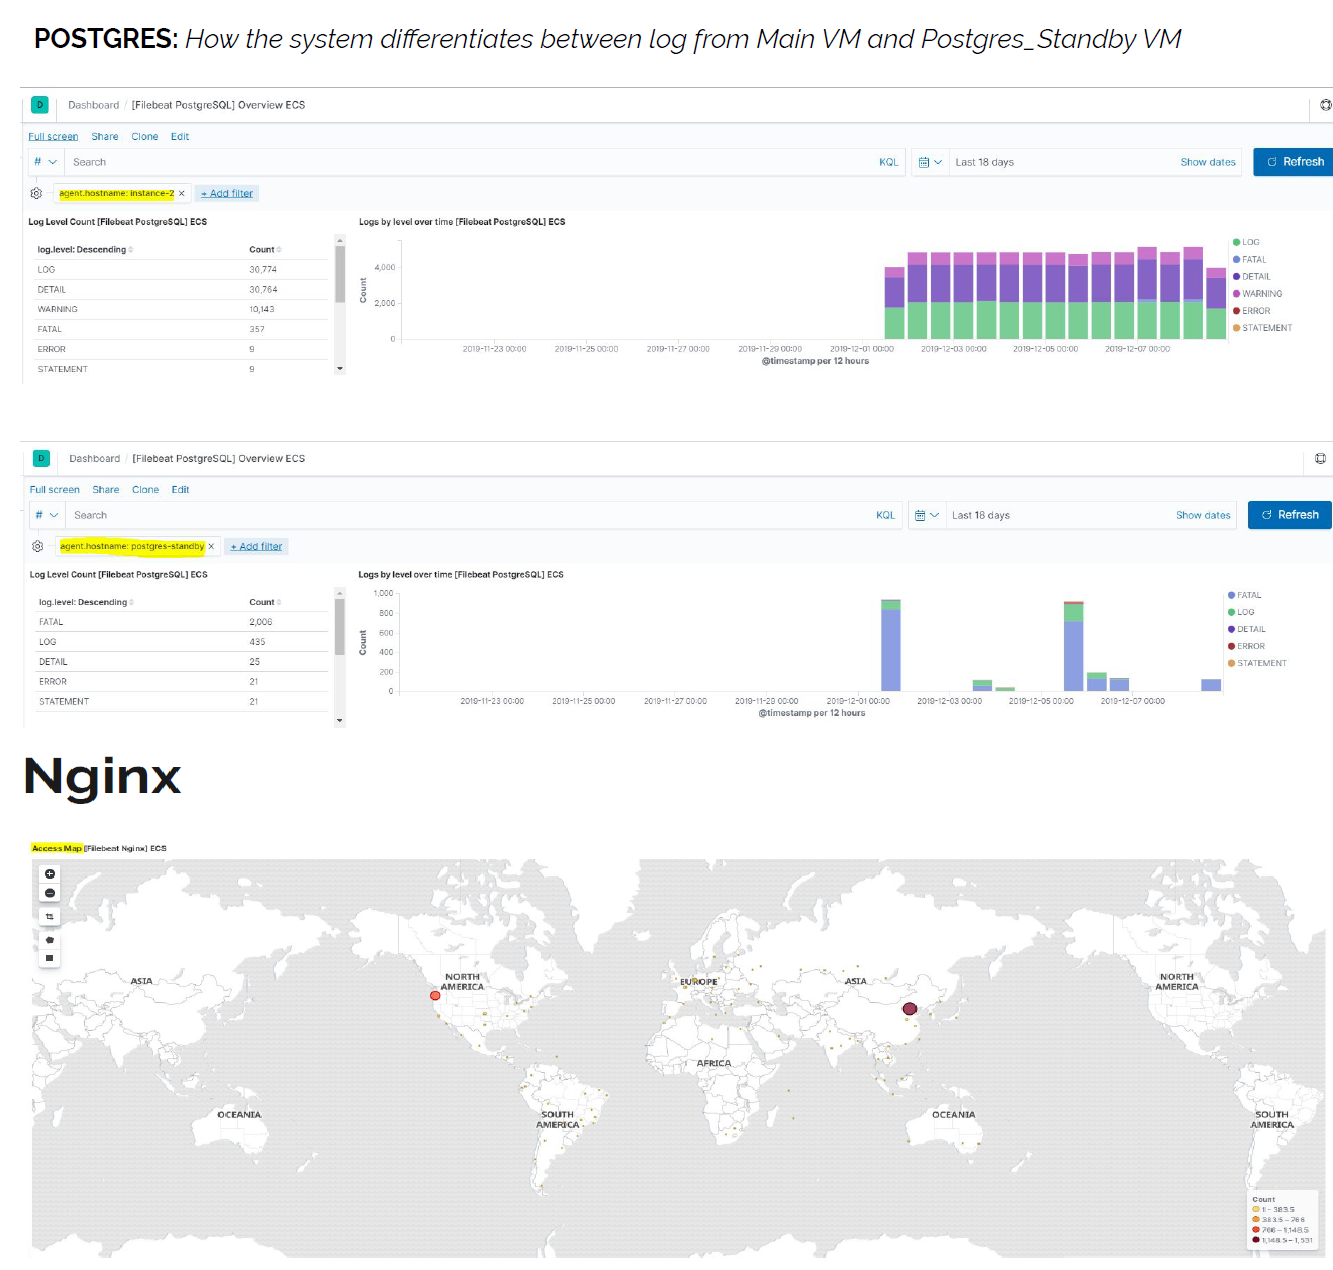 POSTGRES: How the system differentiates between log from Main VM and Postgres_Standby VM
D Dashboard / [Filebeat PostgreSQL] Overview ECS
Full screen Share Clone Edit
# Search KQL Last 18 days Show dates Refresh
agent.hostname: instance-2 × + Add filter
Log Level Count [Filebeat PostgreSQL] ECS
log.level: Descending Count
LOG 30,774
DETAIL 30,764
WARNING 10,143
FATAL 357
ERROR 9
STATEMENT 9
Logs by level over time [Filebeat PostgreSQL] ECS
Count
4,000
2,000
0
2019-11-23 00:00 2019-11-25 00:00 2019-11-27 00:00 2019-11-29 00:00 2019-12-01 00:00 2019-12-03 00:00 2019-12-05 00:00 2019-12-07 00:00
@timestamp per 12 hours
LOG
FATAL
DETAIL
WARNING
ERROR
STATEMENT
D Dashboard / [Filebeat PostgreSQL] Overview ECS
Full screen Share Clone Edit
# Search KQL Last 18 days Show dates Refresh
agent.hostname: postgres-standby × + Add filter
Log Level Count [Filebeat PostgreSQL] ECS
log.level: Descending Count
FATAL 2,006
LOG 435
DETAIL 25
ERROR 21
STATEMENT 21
Logs by level over time [Filebeat PostgreSQL] ECS
Count
1,000
800
600
400
200
0
2019-11-23 00:00 2019-11-25 00:00 2019-11-27 00:00 2019-11-29 00:00 2019-12-01 00:00 2019-12-03 00:00 2019-12-05 00:00 2019-12-07 00:00
@timestamp per 12 hours
FATAL
LOG
DETAIL
ERROR
STATEMENT
Nginx
Access Map [Filebeat Nginx] ECS
ASIA
NORTH
AMERICA
EUROPE
ASIA
NORTH
AMERICA
AFRICA
OCEANIA
SOUTH
AMERICA
OCEANIA
SOUTH
AMERICA
Count
1 - 383.5
383.5 - 766
766 - 1,148.5
1,148.5 - 1,531